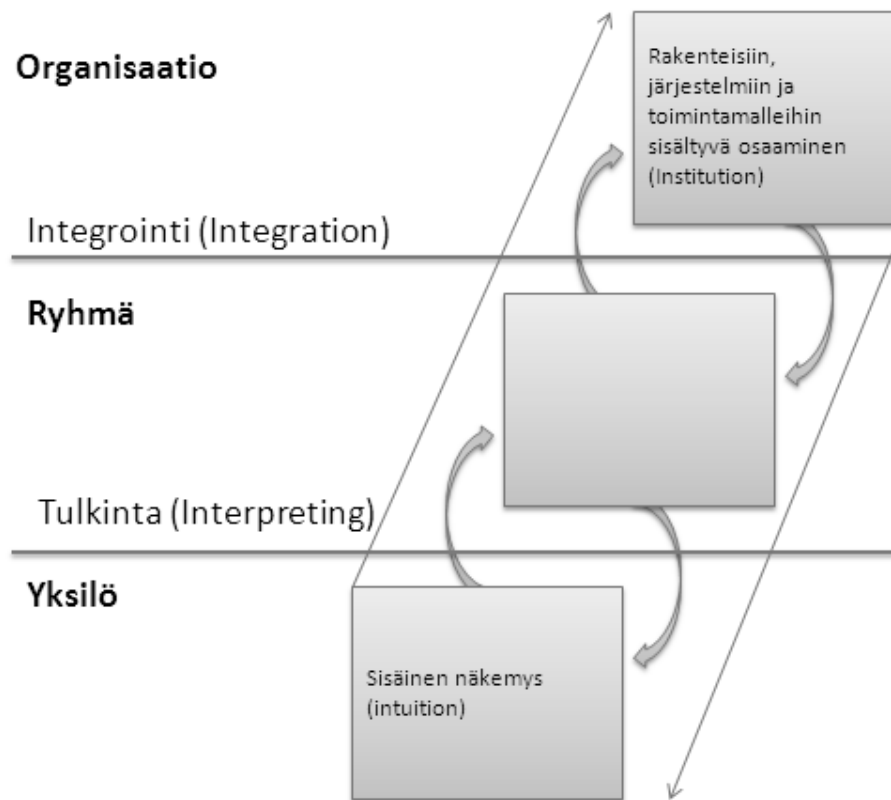 Organisaatio
Rakenteisiin,
järjestelmiin ja
toimintamalleihin
sisältyvä osaaminen
(Institution)
Integrointi (Integration)
Ryhmä
Tulkinta (Interpreting)
Yksilö
Sisäinen näkemys
(intuition)